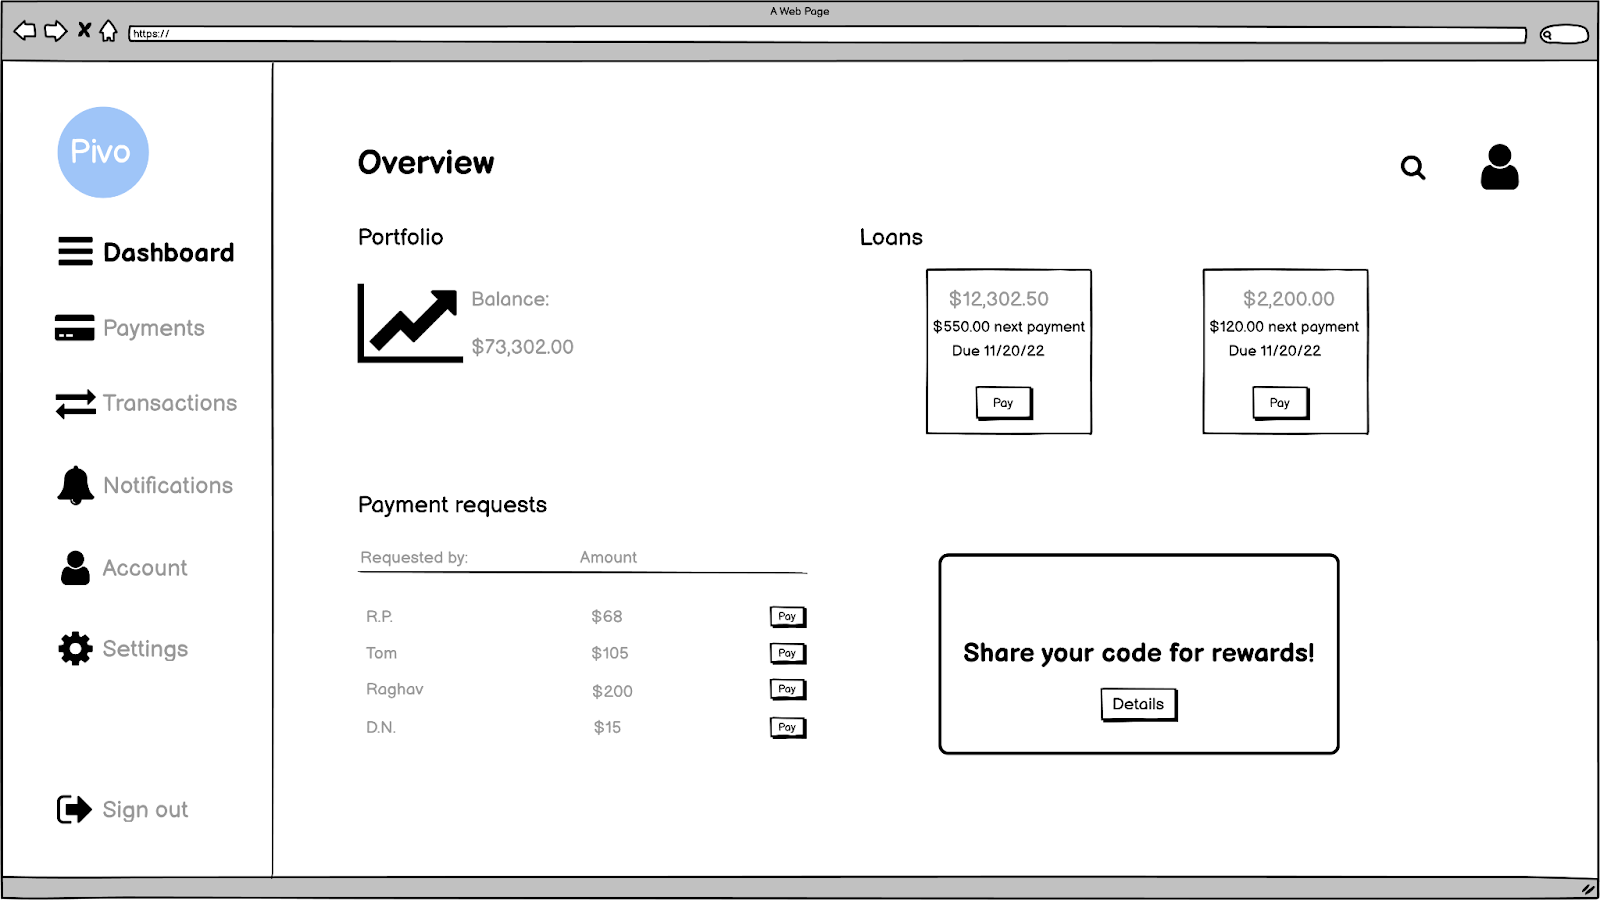 A Web Page
https://
Pivo
Dashboard
Payments
Transactions
Notifications
Account
Settings
Sign out
Overview
Portfolio
Balance:
$73,302.00
Loans
$12,302.50
$550.00 next payment
Due 11/20/22
Pay
$2,200.00
$120.00 next payment
Due 11/20/22
Pay
Payment requests
Requested by: Amount
R.P. $68 Pay
Tom $105 Pay
Raghav $200 Pay
D.N. $15 Pay
Share your code for rewards!
Details